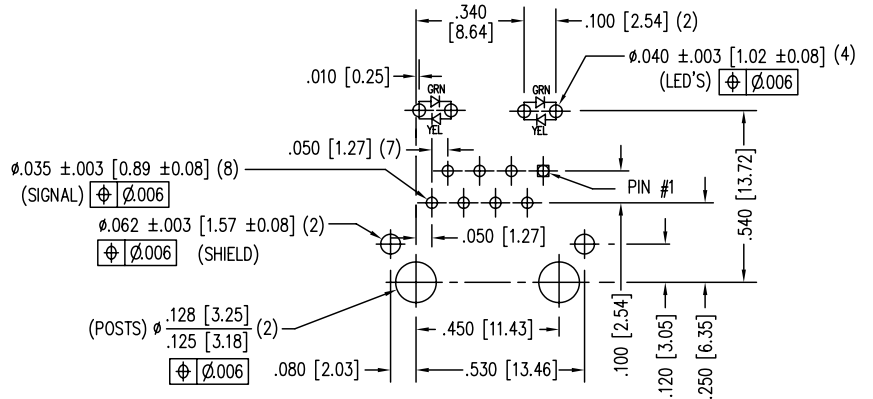 .340
[8.64]
.100 [2.54] (2)
ø.040 ±.003 [1.02 ±0.08] (4)
(LED'S) ⌖ Ø.006
.010 [0.25]
GRN
GRN
YEL
YEL
.050 [1.27] (7)
ø.035 ±.003 [0.89 ±0.08] (8)
(SIGNAL) ⌖ Ø.006
PIN #1
.540 [13.72]
ø.062 ±.003 [1.57 ±0.08] (2)
⌖ Ø.006 (SHIELD)
.050 [1.27]
(POSTS) ø .128 [3.25]
.125 [3.18] (2)
⌖ Ø.006
.450 [11.43]
.080 [2.03]
.530 [13.46]
.100 [2.54]
.120 [3.05]
.250 [6.35]